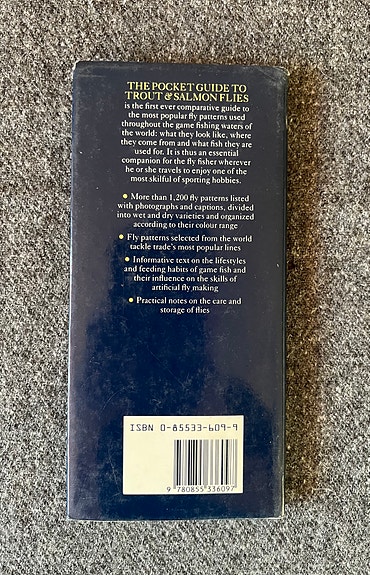 THE POCKET GUIDE TO
TROUT & SALMON FLIES
is the first ever comparative guide to
the most popular fly patterns used
throughout the game fishing waters of
the world: what they look like, where
they come from and what fish they are
used for. It is thus an essential
companion for the fly fisher wherever
he or she travels to enjoy one of the
most skilful of sporting hobbies.
• More than 1,200 fly patterns listed
with photographs and captions, divided
into wet and dry varieties and organized
according to their colour range
• Fly patterns selected from the world
tackle trade's most popular lines
• Informative text on the lifestyles
and feeding habits of game fish and
their influence on the skills of
artificial fly making
• Practical notes on the care and
storage of flies
ISBN 0-85533-609-9
9 780855 336097